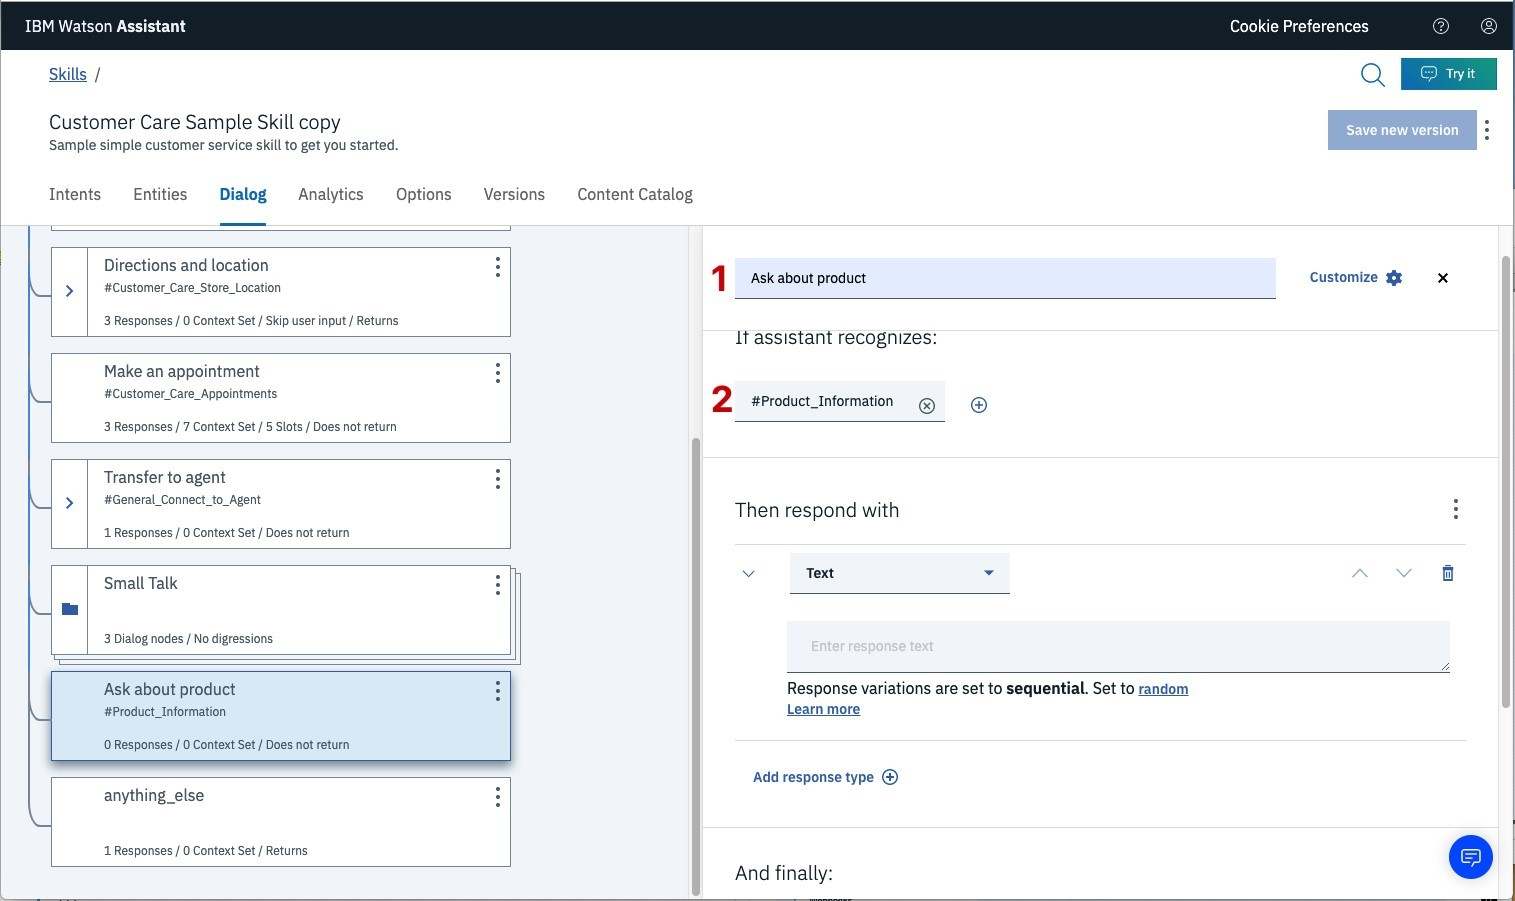 IBM Watson Assistant
Cookie Preferences
Skills /
Try it
Customer Care Sample Skill copy
Sample simple customer service skill to get you started.
Save new version
Intents Entities Dialog Analytics Options Versions Content Catalog
Directions and location
#Customer_Care_Store_Location
3 Responses / 0 Context Set / Skip user input / Returns
Make an appointment
#Customer_Care_Appointments
3 Responses / 7 Context Set / 5 Slots / Does not return
Transfer to agent
#General_Connect_to_Agent
1 Responses / 0 Context Set / Does not return
Small Talk
3 Dialog nodes / No digressions
Ask about product
#Product_Information
0 Responses / 0 Context Set / Does not return
anything_else
1 Responses / 0 Context Set / Returns
1 Ask about product
Customize
If assistant recognizes:
2 #Product_Information
Then respond with
Text
Enter response text
Response variations are set to sequential. Set to random
Learn more
Add response type
And finally: